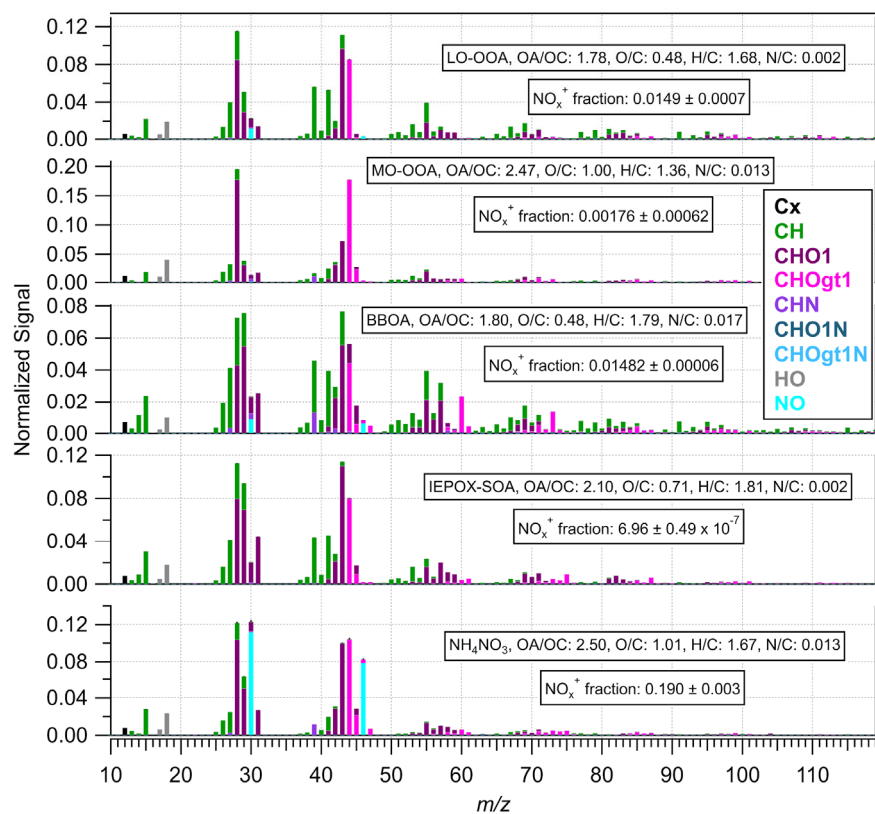 Normalized Signal
0.12
0.08
0.04
0.00
LO-OOA, OA/OC: 1.78, O/C: 0.48, H/C: 1.68, N/C: 0.002
NOx+ fraction: 0.0149 ± 0.0007
0.20
0.15
0.10
0.05
0.00
MO-OOA, OA/OC: 2.47, O/C: 1.00, H/C: 1.36, N/C: 0.013
NOx+ fraction: 0.00176 ± 0.00062
Cx
CH
CHO1
CHOgt1
CHN
CHO1N
CHOgt1N
HO
NO
0.08
0.06
0.04
0.02
0.00
BBOA, OA/OC: 1.80, O/C: 0.48, H/C: 1.79, N/C: 0.017
NOx+ fraction: 0.01482 ± 0.00006
0.12
0.08
0.04
0.00
IEPOX-SOA, OA/OC: 2.10, O/C: 0.71, H/C: 1.81, N/C: 0.002
NOx+ fraction: 6.96 ± 0.49 x 10-7
0.12
0.08
0.04
0.00
NH4NO3, OA/OC: 2.50, O/C: 1.01, H/C: 1.67, N/C: 0.013
NOx+ fraction: 0.190 ± 0.003
10 20 30 40 50 60 70 80 90 100 110
m/z